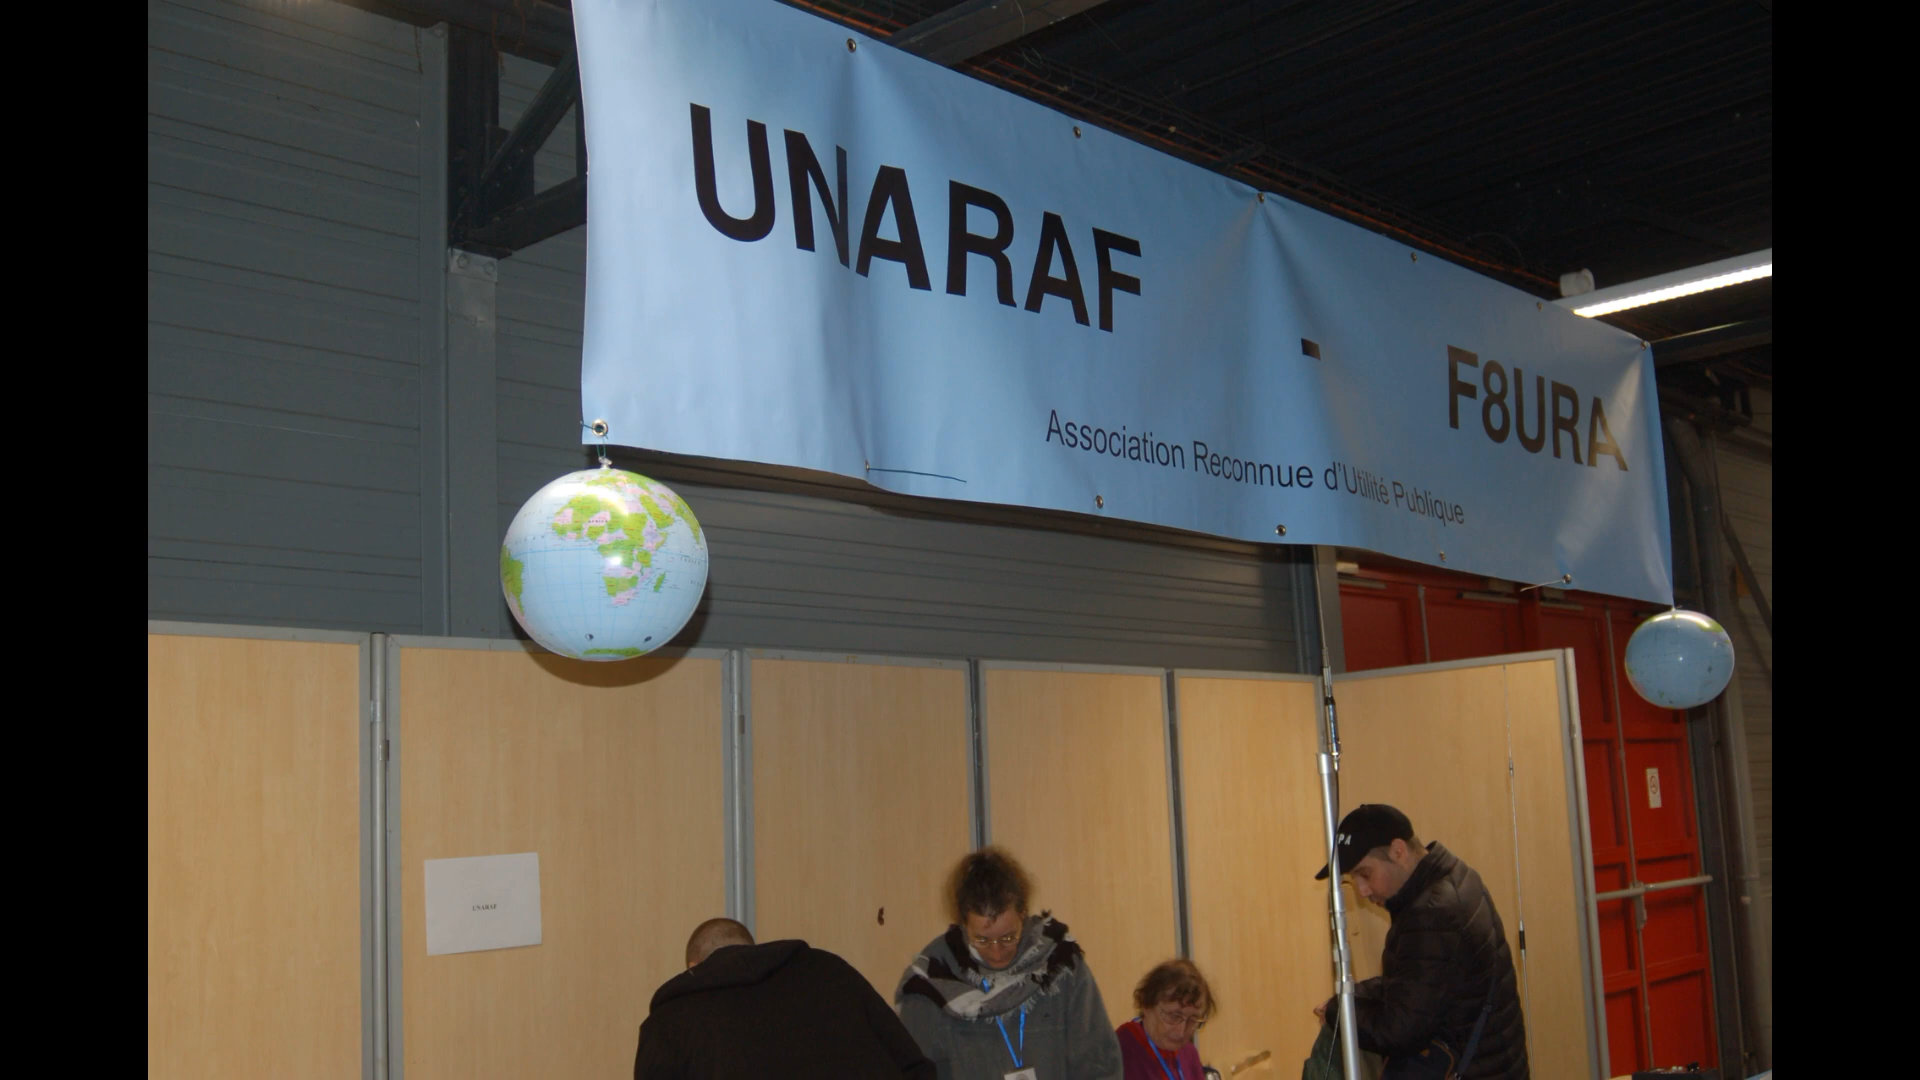 UNARAF - F8URA
Association Reconnue d'Utilité Publique
UNARAF